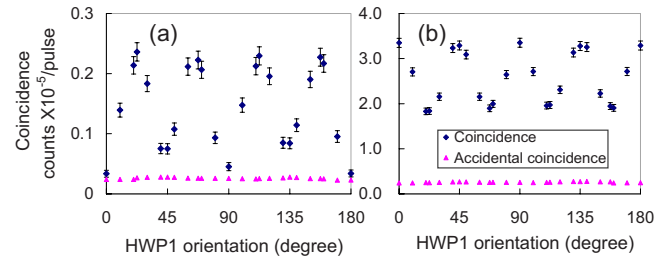 (a)
(b)
Coincidence
counts X10⁻⁵/pulse
0.3
0.2
0.1
0
0 45 90 135 180
HWP1 orientation (degree)
4.0
3.0
2.0
1.0
0.0
Coincidence
Accidental coincidence
0 45 90 135 180
HWP1 orientation (degree)